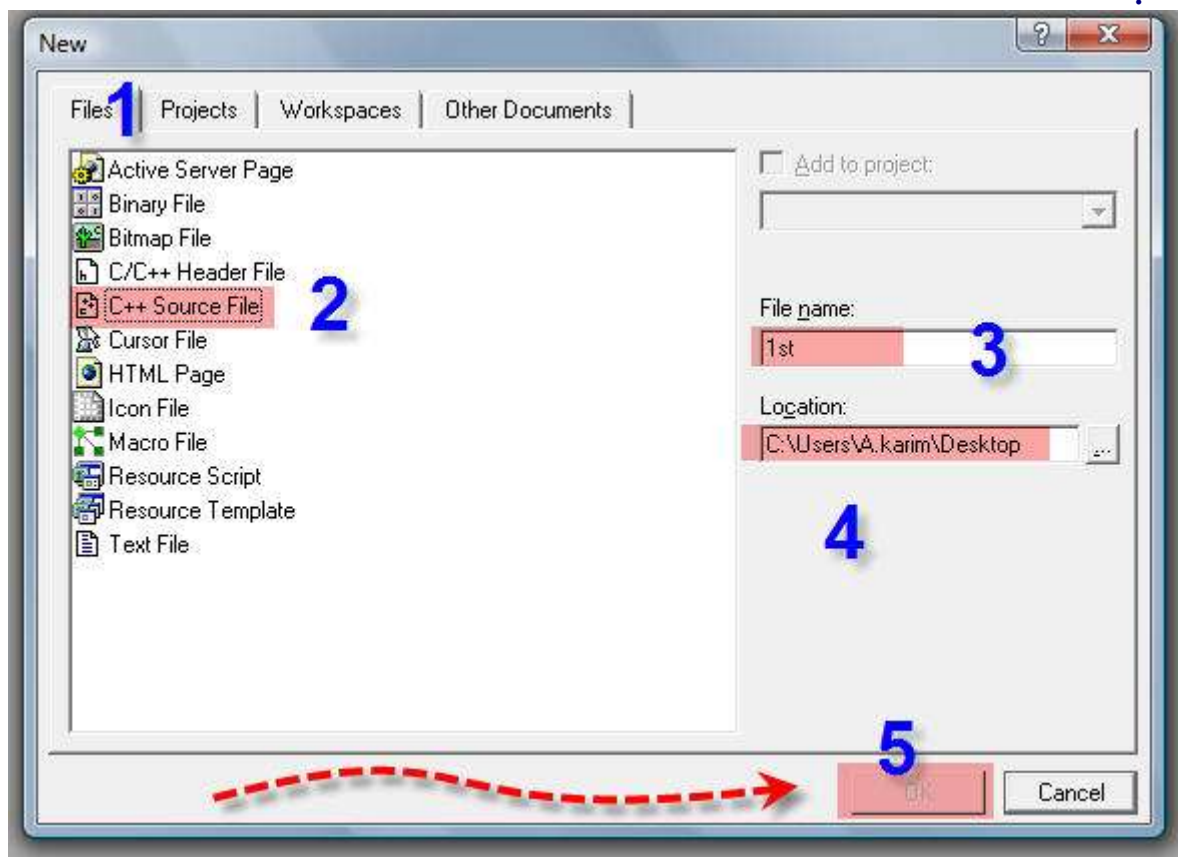 New
Files 1 Projects Workspaces Other Documents
Active Server Page
Binary File
Bitmap File
C/C++ Header File
C++ Source File 2
Cursor File
HTML Page
Icon File
Macro File
Resource Script
Resource Template
Text File
Add to project:
File name:
1st 3
Location:
C:\Users\A.karim\Desktop ...
4
5
OK Cancel